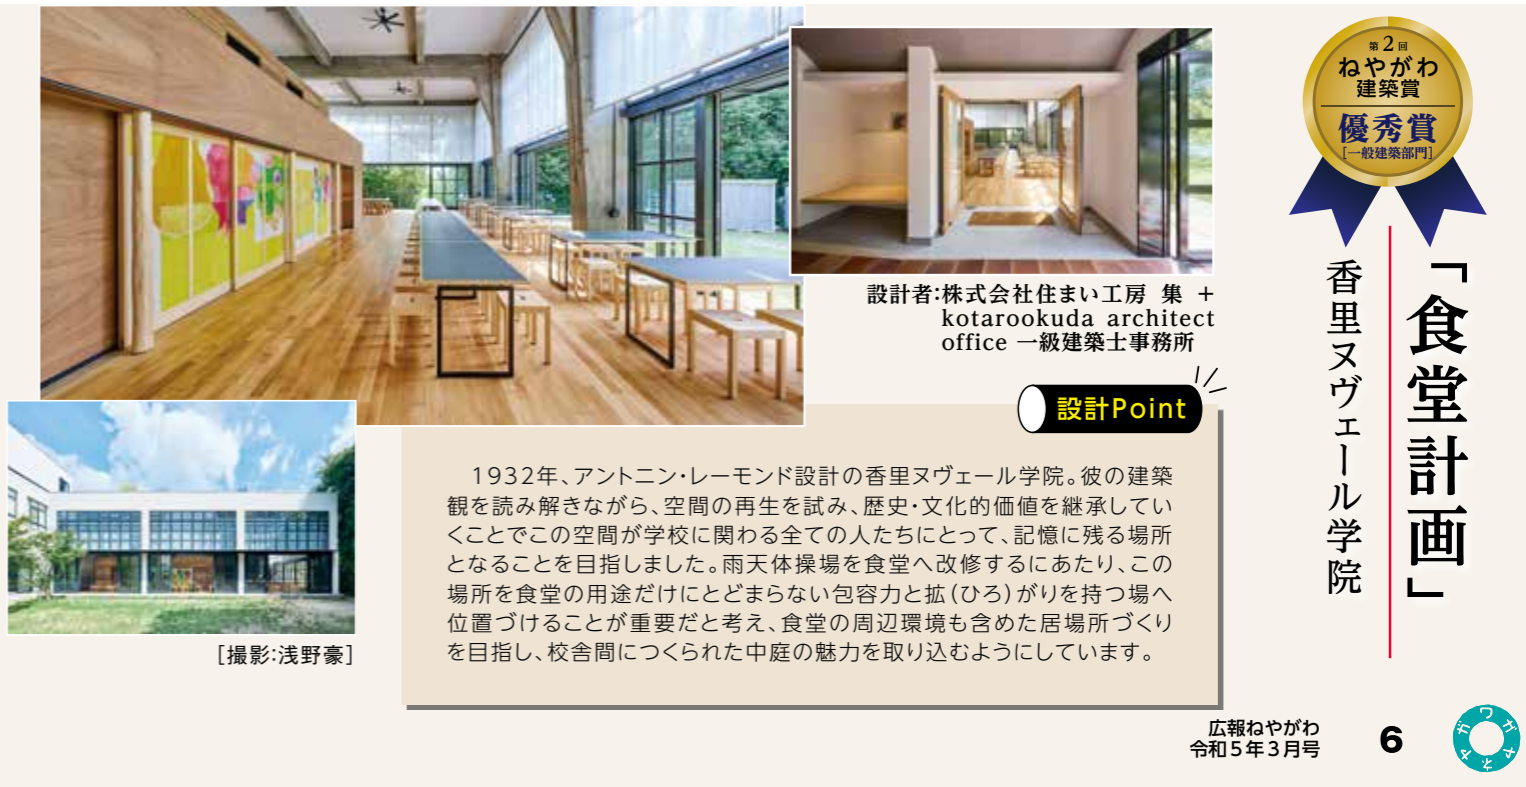 第2回
ねやがわ
建築賞
優秀賞
[一般建築部門]
「食堂計画」
香里ヌヴェール学院
設計者:株式会社住まい工房 集 +
kotarookuda architect
office 一級建築士事務所
設計Point
1932年、アントニン・レーモンド設計の香里ヌヴェール学院。彼の建築
観を読み解きながら、空間の再生を試み、歴史・文化的価値を継承してい
くことでこの空間が学校に関わる全ての人たちにとって、記憶に残る場所
となることを目指しました。雨天体操場を食堂へ改修するにあたり、この
場所を食堂の用途だけにとどまらない包容力と拡(ひろ)がりを持つ場へ
位置づけることが重要だと考え、食堂の周辺環境も含めた居場所づくり
を目指し、校舎間につくられた中庭の魅力を取り込むようにしています。
[撮影:浅野豪]
広報ねやがわ
令和5年3月号
6
ネヤガワガヤ